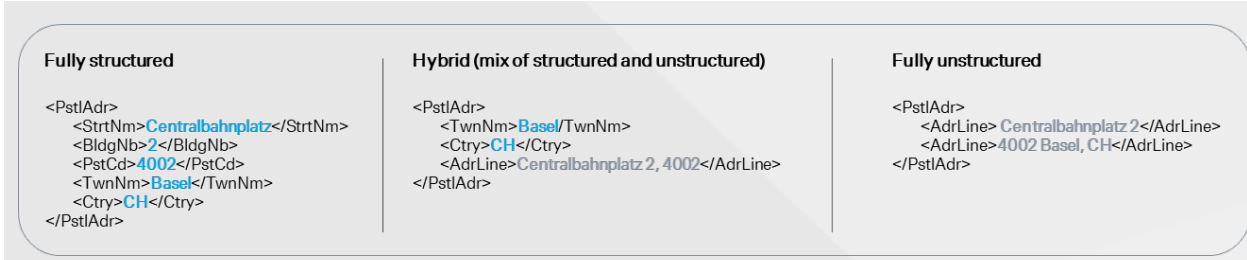 Fully structured
<PstlAdr>
<StrtNm>Centralbahnplatz</StrtNm>
<BldgNb>2</BldgNb>
<PstCd>4002</PstCd>
<TwnNm>Basel</TwnNm>
<Ctry>CH</Ctry>
</PstlAdr>
Hybrid (mix of structured and unstructured)
<PstlAdr>
<TwnNm>Basel/TwnNm>
<Ctry>CH</Ctry>
<AdrLine>Centralbahnplatz 2, 4002</AdrLine>
</PstlAdr>
Fully unstructured
<PstlAdr>
<AdrLine> Centralbahnplatz 2</AdrLine>
<AdrLine>4002 Basel, CH</AdrLine>
</PstlAdr>